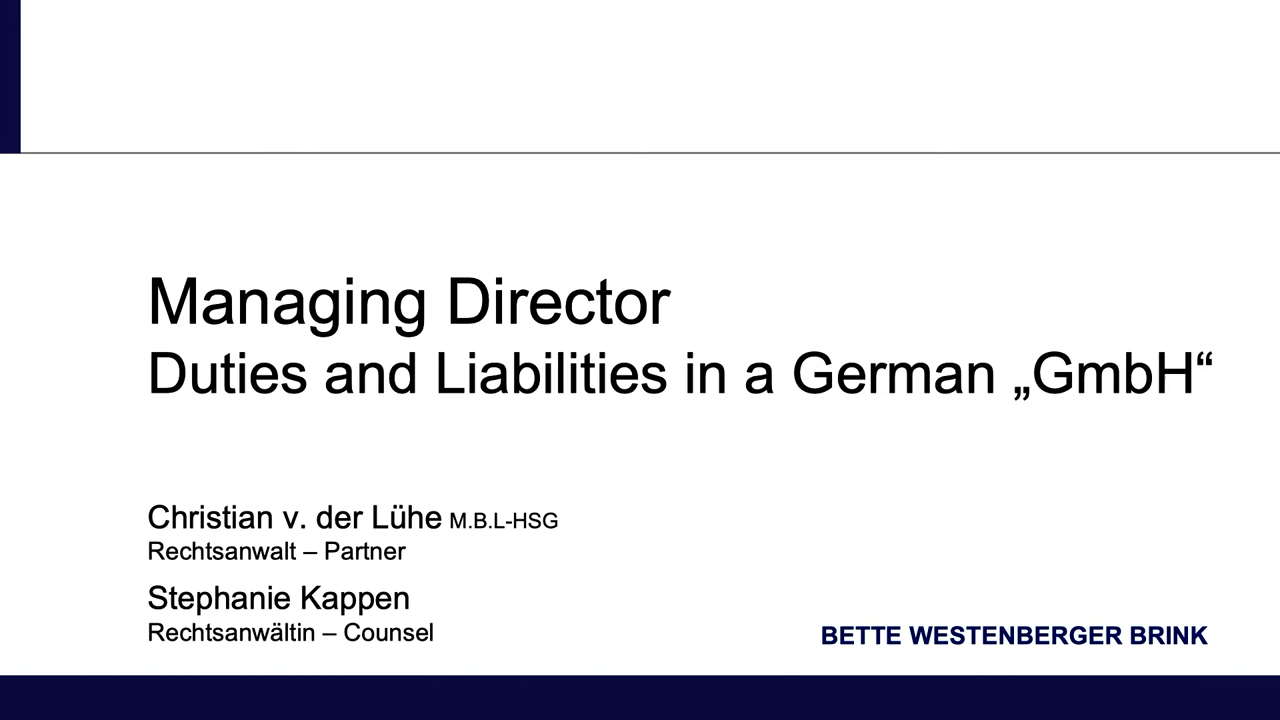 Managing Director
Duties and Liabilities in a German „GmbH“
Christian v. der Lühe M.B.L-HSG
Rechtsanwalt – Partner
Stephanie Kappen
Rechtsanwältin – Counsel
BETTE WESTENBERGER BRINK